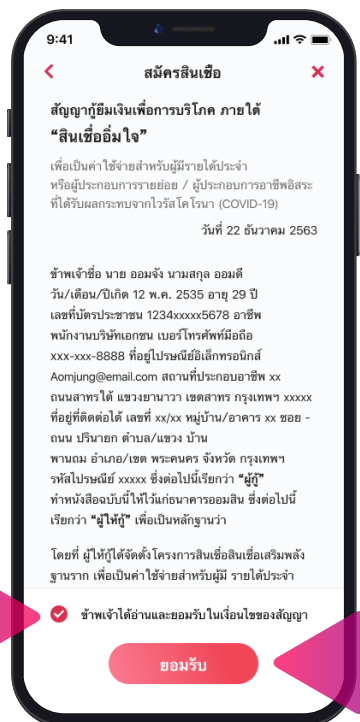 9:41
สมัครสินเชื่อ
สัญญากู้ยืมเงินเพื่อการบริโภค ภายใต้
“สินเชื่ออิ่มใจ”
เพื่อเป็นค่าใช้จ่ายสำหรับผู้มีรายได้ประจำ
หรือผู้ประกอบการรายย่อย / ผู้ประกอบการอาชีพอิสระ
ที่ได้รับผลกระทบจากไวรัสโคโรนา (COVID-19)
วันที่ 22 ธันวาคม 2563
ข้าพเจ้าชื่อ นาย ออมจัง นามสกุล ออมดี
วัน/เดือน/ปีเกิด 12 พ.ค. 2535 อายุ 29 ปี
เลขที่บัตรประชาชน 1234xxxxx5678 อาชีพ
พนักงานบริษัทเอกชน เบอร์โทรศัพท์มือถือ
xxx-xxx-8888 ที่อยู่ไปรษณีย์อิเล็กทรอนิกส์
Aomjung@email.com สถานที่ประกอบอาชีพ xx
ถนนสาทรใต้ แขวงยานาวา เขตสาทร กรุงเทพฯ xxxxx
ที่อยู่ที่ติดต่อได้ เลขที่ xx/xx หมู่บ้าน/อาคาร xx ซอย -
ถนน ปรินายก ตำบล/แขวง บ้าน
พานถม อำเภอ/เขต พระนคร จังหวัด กรุงเทพฯ
รหัสไปรษณีย์ xxxxx ซึ่งต่อไปนี้เรียกว่า “ผู้กู้”
ทำหนังสือฉบับนี้ให้ไว้แก่ธนาคารออมสิน ซึ่งต่อไปนี้
เรียกว่า “ผู้ให้กู้” เพื่อเป็นหลักฐานว่า
โดยที่ ผู้ให้กู้ได้จัดตั้งโครงการสินเชื่อสินเชื่อเสริมพลัง
ฐานราก เพื่อเป็นค่าใช้จ่ายสำหรับผู้มี รายได้ประจำ
ข้าพเจ้าได้อ่านและยอมรับในเงื่อนไขของสัญญา
ยอมรับ